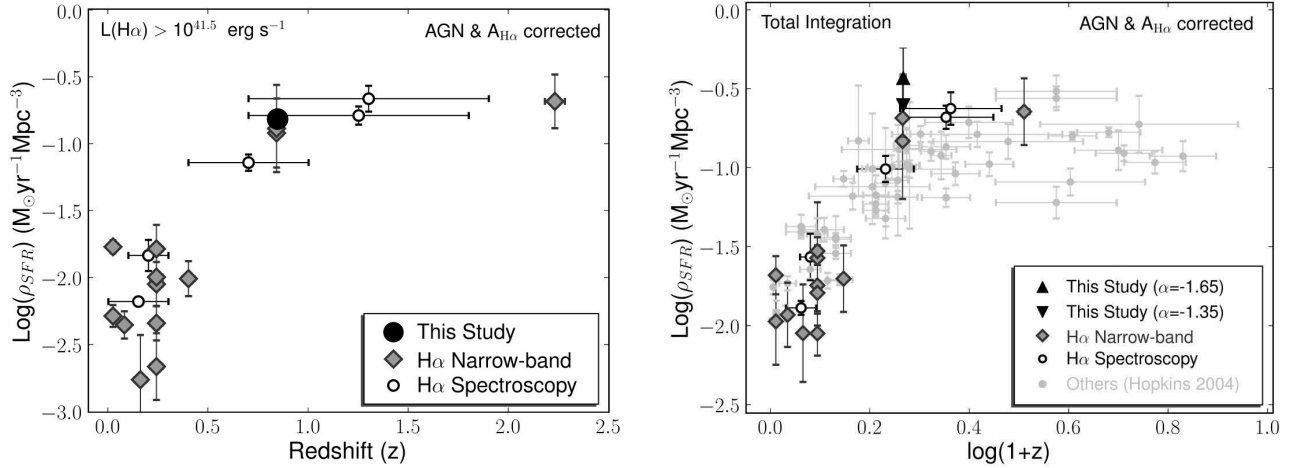 L(Hα) > 10^41.5 erg s^−1
AGN & A_Hα corrected
0.0
−0.5
−1.0
−1.5
−2.0
−2.5
−3.0
Log(ρ_SFR) (M_⊙yr^−1Mpc^−3)
This Study
Hα Narrow-band
Hα Spectroscopy
0.0 0.5 1.0 1.5 2.0 2.5
Redshift (z)
Total Integration
AGN & A_Hα corrected
0.0
−0.5
−1.0
−1.5
−2.0
−2.5
Log(ρ_SFR) (M_⊙yr^−1Mpc^−3)
This Study (α=-1.65)
This Study (α=-1.35)
Hα Narrow-band
Hα Spectroscopy
Others (Hopkins 2004)
0.0 0.2 0.4 0.6 0.8 1.0
log(1+z)